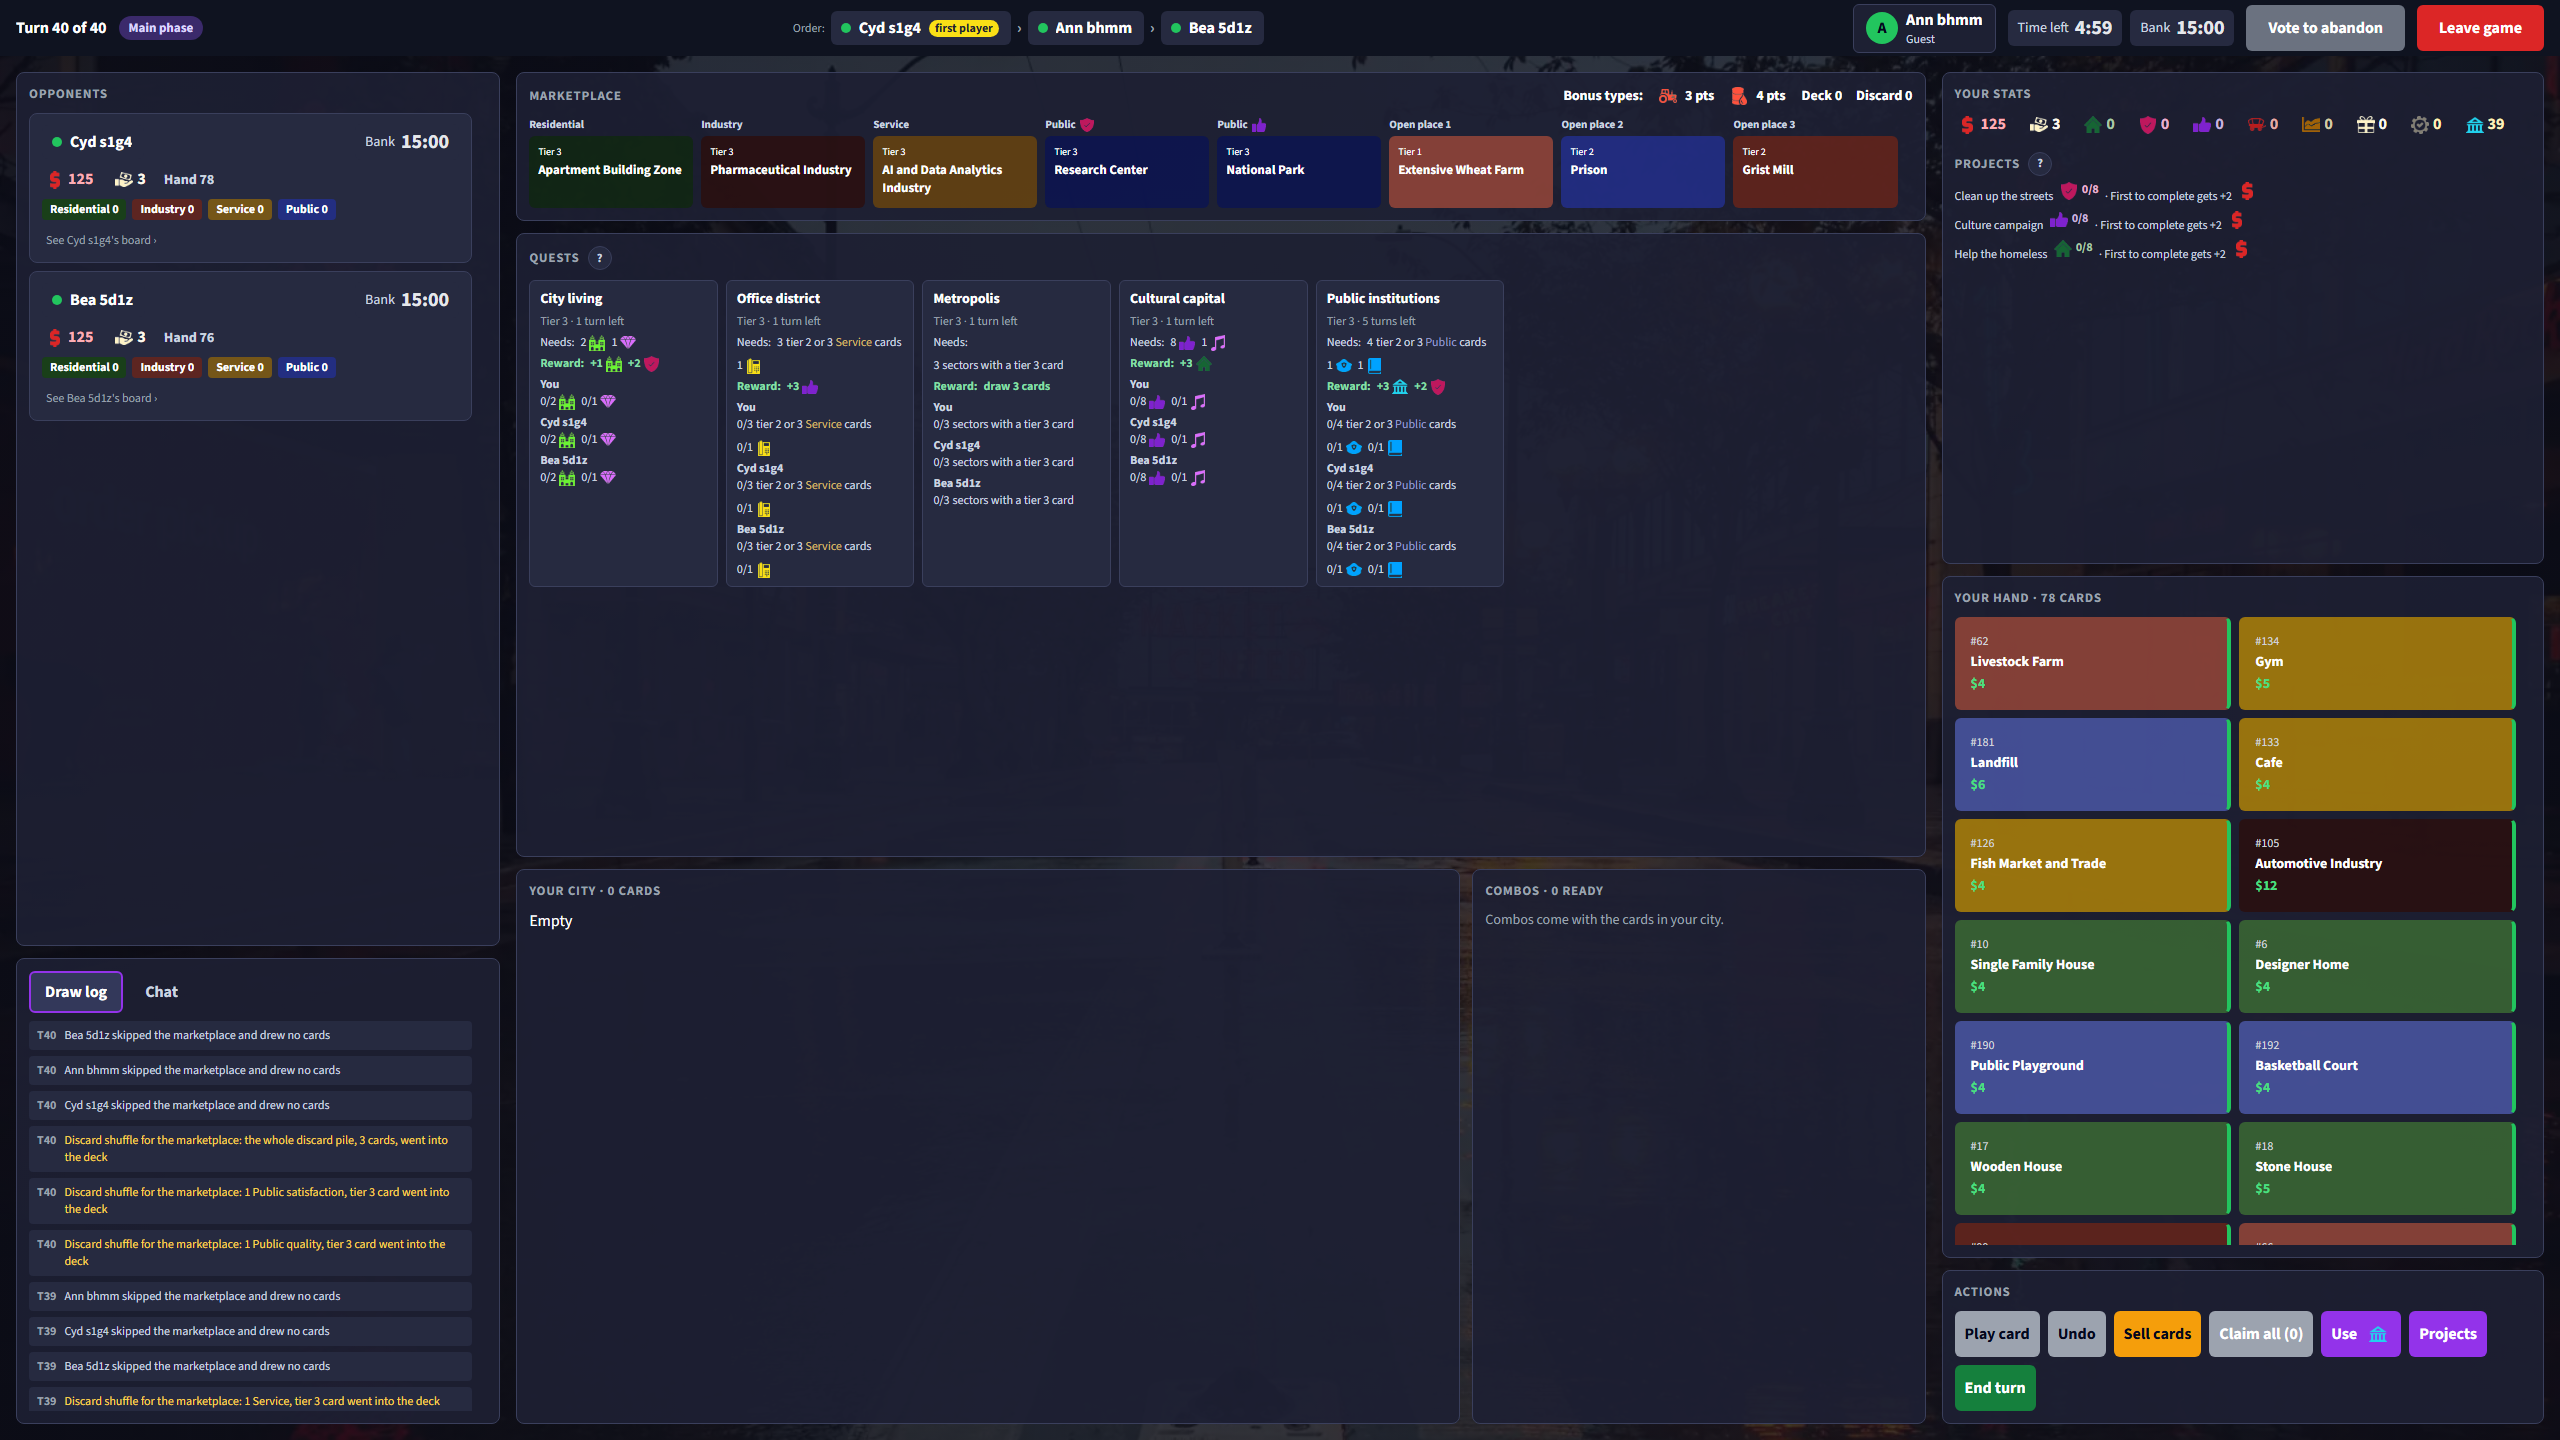 Turn 40 of 40 Main phase
Order: Cyd s1g4 first player › Ann bhmm › Bea 5d1z
A Ann bhmm
Guest
Time left 4:59
Bank 15:00
Vote to abandon
Leave game
OPPONENTS
Cyd s1g4 Bank 15:00
125 3 Hand 78
Residential 0 Industry 0 Service 0 Public 0
See Cyd s1g4's board ›
Bea 5d1z Bank 15:00
125 3 Hand 76
Residential 0 Industry 0 Service 0 Public 0
See Bea 5d1z's board ›
Draw log Chat
T40 Bea 5d1z skipped the marketplace and drew no cards
T40 Ann bhmm skipped the marketplace and drew no cards
T40 Cyd s1g4 skipped the marketplace and drew no cards
T40 Discard shuffle for the marketplace: the whole discard pile, 3 cards, went into
the deck
T40 Discard shuffle for the marketplace: 1 Public satisfaction, tier 3 card went into
the deck
T40 Discard shuffle for the marketplace: 1 Public quality, tier 3 card went into the
deck
T39 Ann bhmm skipped the marketplace and drew no cards
T39 Cyd s1g4 skipped the marketplace and drew no cards
T39 Bea 5d1z skipped the marketplace and drew no cards
T39 Discard shuffle for the marketplace: 1 Service, tier 3 card went into the deck
MARKETPLACE
Bonus types: 3 pts 4 pts Deck 0 Discard 0
Residential
Tier 3
Apartment Building Zone
Industry
Tier 3
Pharmaceutical Industry
Service
Tier 3
AI and Data Analytics
Industry
Public
Tier 3
Research Center
Public
Tier 3
National Park
Open place 1
Tier 1
Extensive Wheat Farm
Open place 2
Tier 2
Prison
Open place 3
Tier 2
Grist Mill
QUESTS ?
City living
Tier 3 · 1 turn left
Needs: 2 1
Reward: +1 +2
You
0/2 0/1
Cyd s1g4
0/2 0/1
Bea 5d1z
0/2 0/1
Office district
Tier 3 · 1 turn left
Needs: 3 tier 2 or 3 Service cards
1
Reward: +3
You
0/3 tier 2 or 3 Service cards
0/1
Cyd s1g4
0/3 tier 2 or 3 Service cards
0/1
Bea 5d1z
0/3 tier 2 or 3 Service cards
0/1
Metropolis
Tier 3 · 1 turn left
Needs:
3 sectors with a tier 3 card
Reward: draw 3 cards
You
0/3 sectors with a tier 3 card
Cyd s1g4
0/3 sectors with a tier 3 card
Bea 5d1z
0/3 sectors with a tier 3 card
Cultural capital
Tier 3 · 1 turn left
Needs: 8 1
Reward: +3
You
0/8 0/1
Cyd s1g4
0/8 0/1
Bea 5d1z
0/8 0/1
Public institutions
Tier 3 · 5 turns left
Needs: 4 tier 2 or 3 Public cards
1 1
Reward: +3 +2
You
0/4 tier 2 or 3 Public cards
0/1 0/1
Cyd s1g4
0/4 tier 2 or 3 Public cards
0/1 0/1
Bea 5d1z
0/4 tier 2 or 3 Public cards
0/1 0/1
YOUR CITY · 0 CARDS
Empty
COMBOS · 0 READY
Combos come with the cards in your city.
YOUR STATS
125 3 0 0 0 0 0 0 0 39
PROJECTS ?
Clean up the streets 0/8 · First to complete gets +2
Culture campaign 0/8 · First to complete gets +2
Help the homeless 0/8 · First to complete gets +2
YOUR HAND · 78 CARDS
#62
Livestock Farm
$4
#134
Gym
$5
#181
Landfill
$6
#133
Cafe
$4
#126
Fish Market and Trade
$4
#105
Automotive Industry
$12
#10
Single Family House
$4
#6
Designer Home
$4
#190
Public Playground
$4
#192
Basketball Court
$4
#17
Wooden House
$4
#18
Stone House
$5
ACTIONS
Play card
Undo
Sell cards
Claim all (0)
Use
Projects
End turn